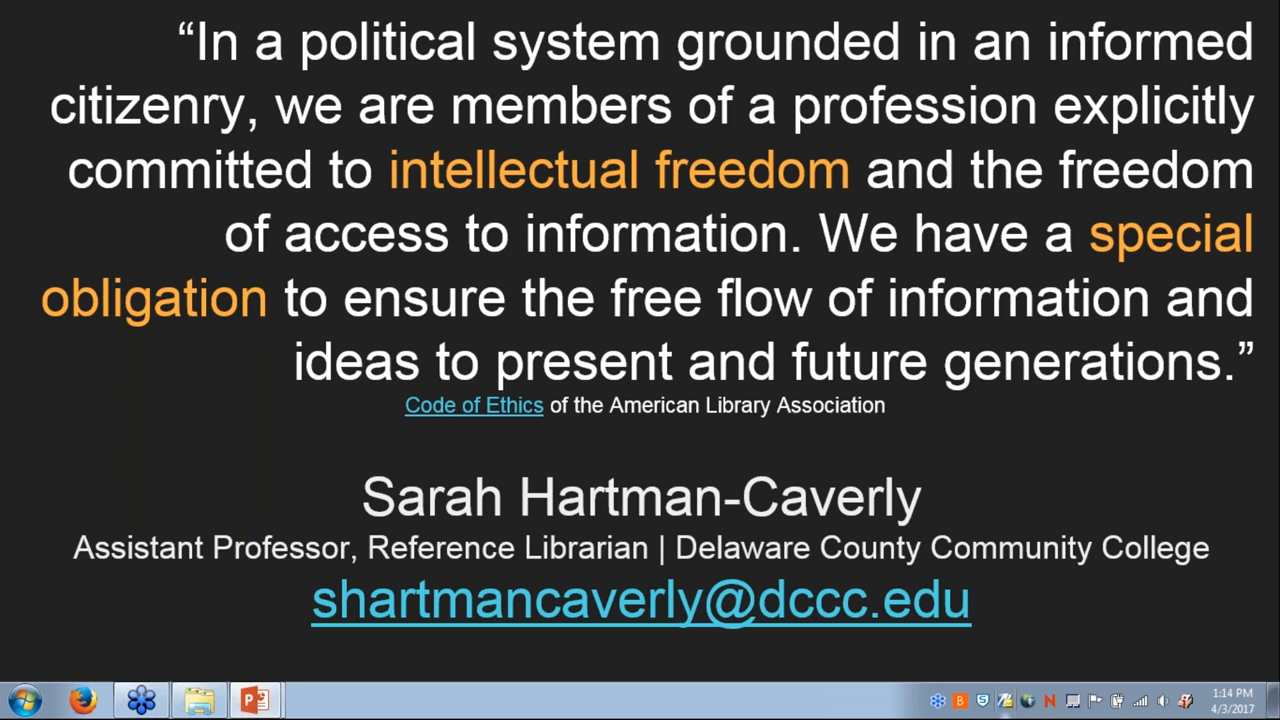 “In a political system grounded in an informed
citizenry, we are members of a profession explicitly
committed to intellectual freedom and the freedom
of access to information. We have a special
obligation to ensure the free flow of information and
ideas to present and future generations.”
Code of Ethics of the American Library Association
Sarah Hartman-Caverly
Assistant Professor, Reference Librarian | Delaware County Community College
shartmancaverly@dccc.edu
1:14 PM
4/3/2017